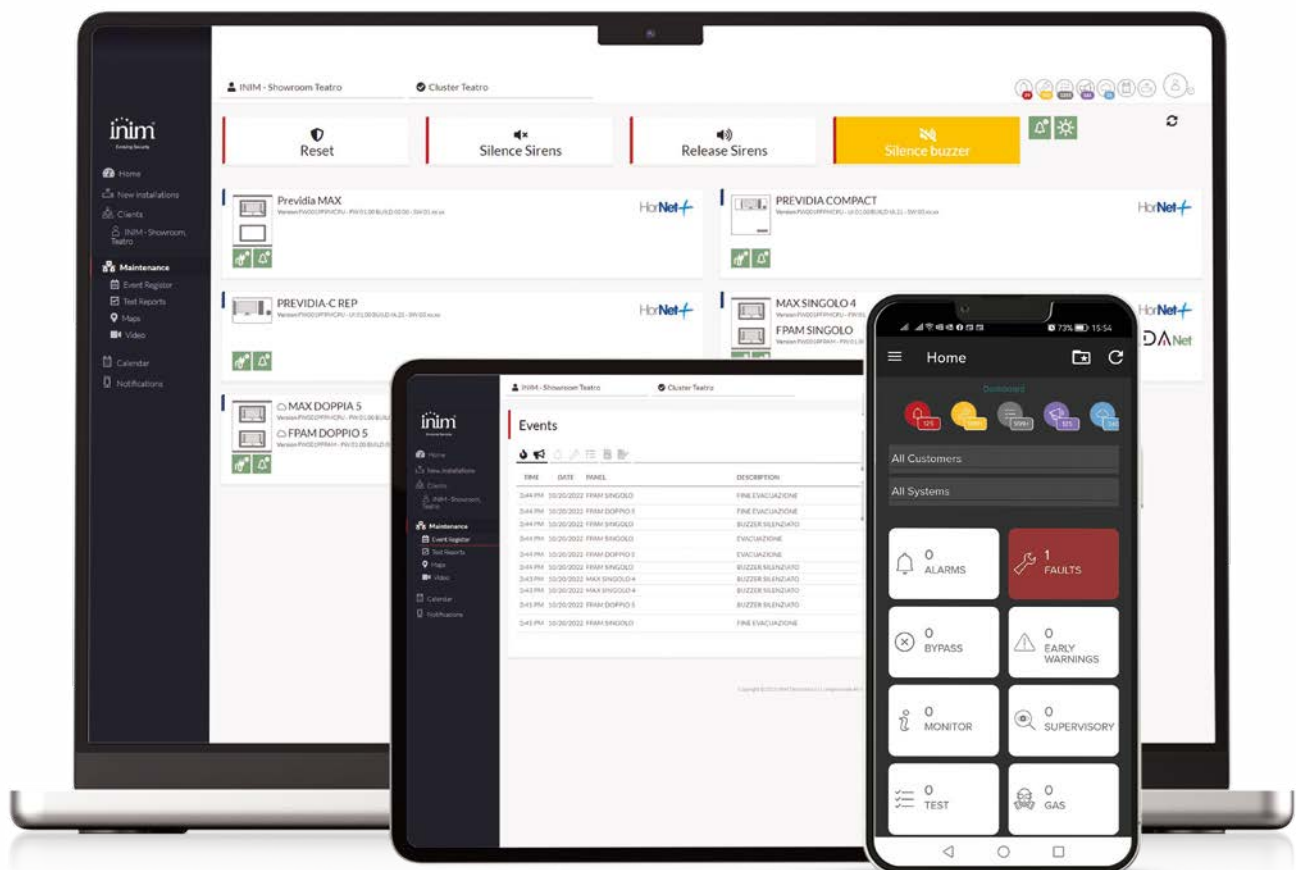 INIM - Showroom Teatro
Cluster Teatro
inim
Reset
Silence Sirens
Release Sirens
Silence buzzer
Home
New installations
Clients
INIM - Showroom,
Teatro
Maintenance
Event Register
Test Reports
Maps
Video
Calendar
Notifications
Previdia MAX
HorNet+
PREVIDIA COMPACT
HorNet+
PREVIDIA-C REP
HorNet+
MAX SINGOLO 4
FPAM SINGOLO
HorNet+
MAX DOPPIA 5
FPAM DOPPIO 5
INIM - Showroom Teatro
Cluster Teatro
inim
Home
New installations
Clients
INIM - Showroom,
Teatro
Maintenance
Event Register
Test Reports
Maps
Video
Calendar
Notifications
Events
TIME DATE PANEL DESCRIPTION
3:44 PM 10/20/2022 FPAM SINGOLO FINE EVACUAZIONE
3:44 PM 10/20/2022 FPAM DOPPIO 5 FINE EVACUAZIONE
3:44 PM 10/20/2022 FPAM SINGOLO BUZZER SILENZIATO
3:44 PM 10/20/2022 FPAM SINGOLO EVACUAZIONE
3:44 PM 10/20/2022 FPAM DOPPIO 5 EVACUAZIONE
3:44 PM 10/20/2022 FPAM SINGOLO BUZZER SILENZIATO
3:43 PM 10/20/2022 MAX SINGOLO 4 BUZZER SILENZIATO
3:43 PM 10/20/2022 MAX SINGOLO 4 BUZZER SILENZIATO
3:41 PM 10/20/2022 FPAM DOPPIO 5 BUZZER SILENZIATO
3:41 PM 10/20/2022 FPAM SINGOLO FINE EVACUAZIONE
73% 15:54
Home
Dashboard
125
All Customers
All Systems
0
ALARMS
1
FAULTS
0
BYPASS
0
EARLY
WARNINGS
0
MONITOR
0
SUPERVISORY
0
TEST
0
GAS